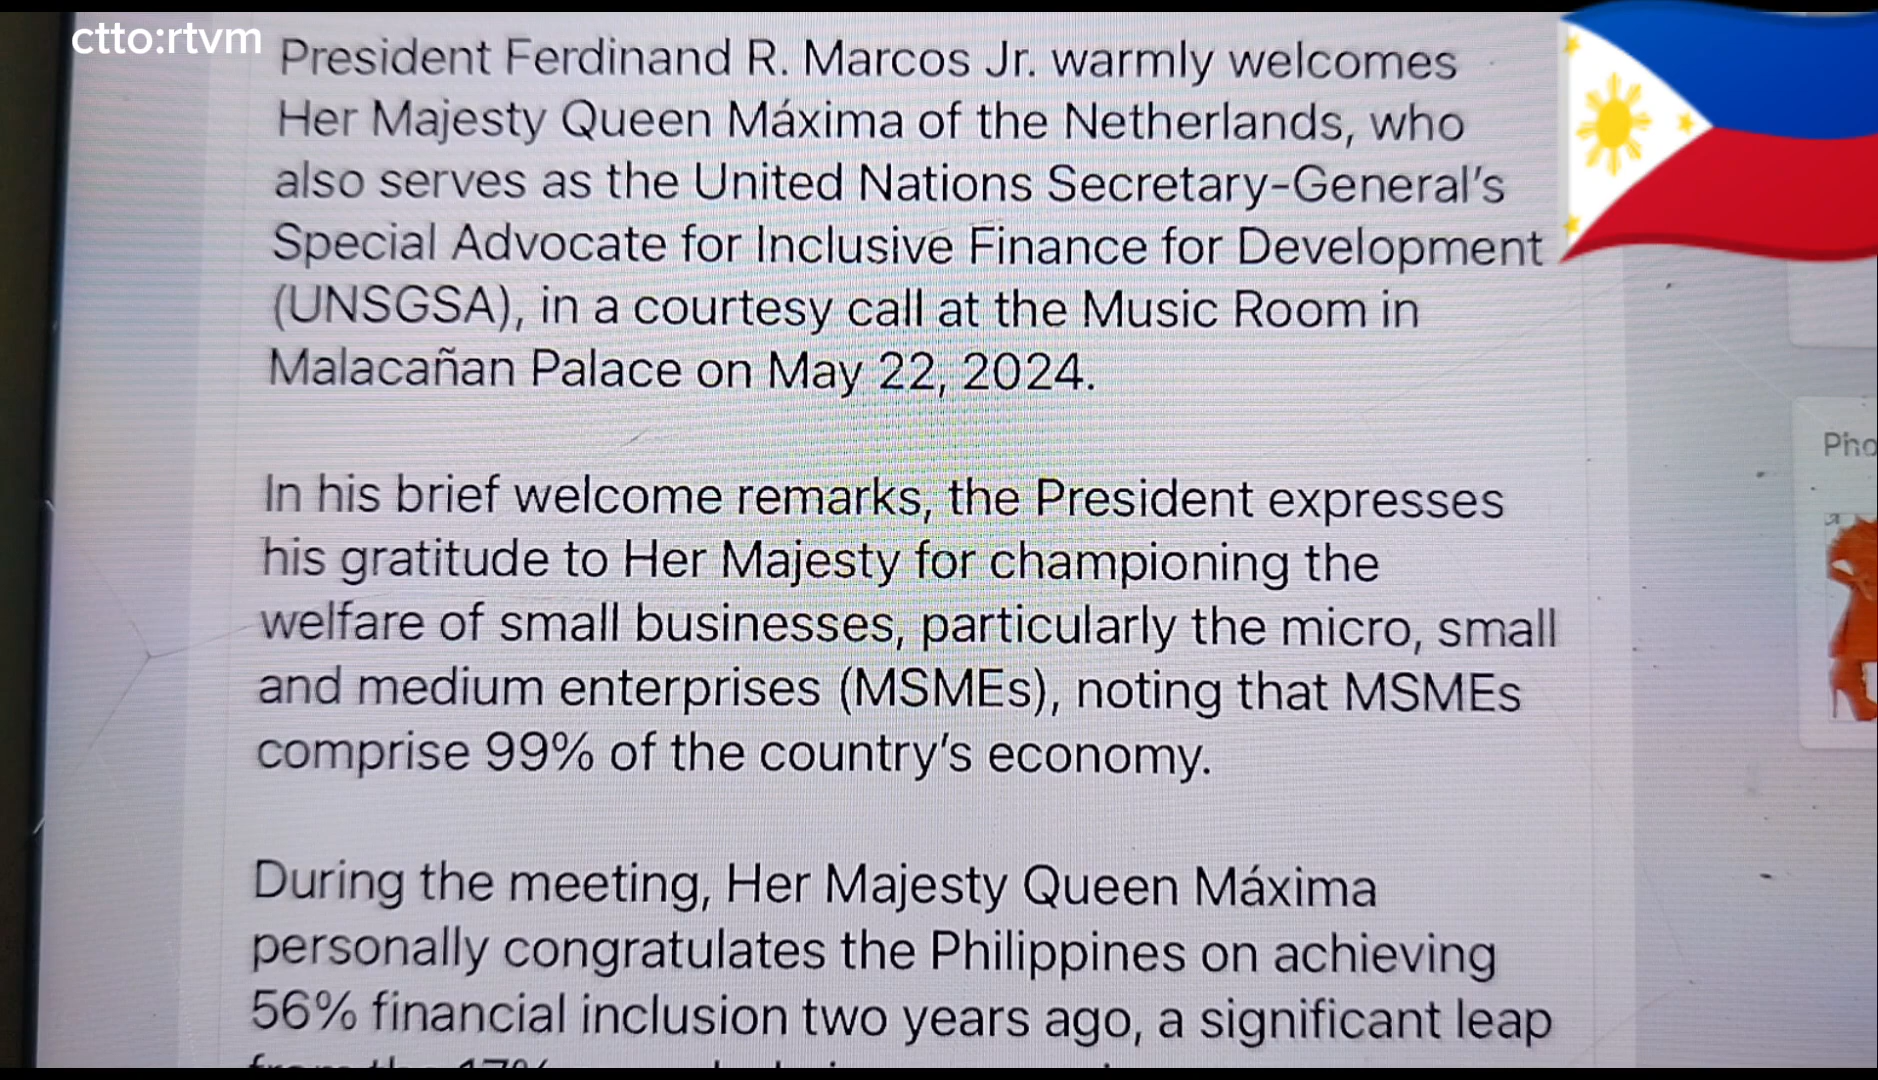 ctto:rtvm
President Ferdinand R. Marcos Jr. warmly welcomes
Her Majesty Queen Máxima of the Netherlands, who
also serves as the United Nations Secretary-General's
Special Advocate for Inclusive Finance for Development
(UNSGSA), in a courtesy call at the Music Room in
Malacañan Palace on May 22, 2024.
In his brief welcome remarks, the President expresses
his gratitude to Her Majesty for championing the
welfare of small businesses, particularly the micro, small
and medium enterprises (MSMEs), noting that MSMEs
comprise 99% of the country's economy.
During the meeting, Her Majesty Queen Máxima
personally congratulates the Philippines on achieving
56% financial inclusion two years ago, a significant leap
Pho